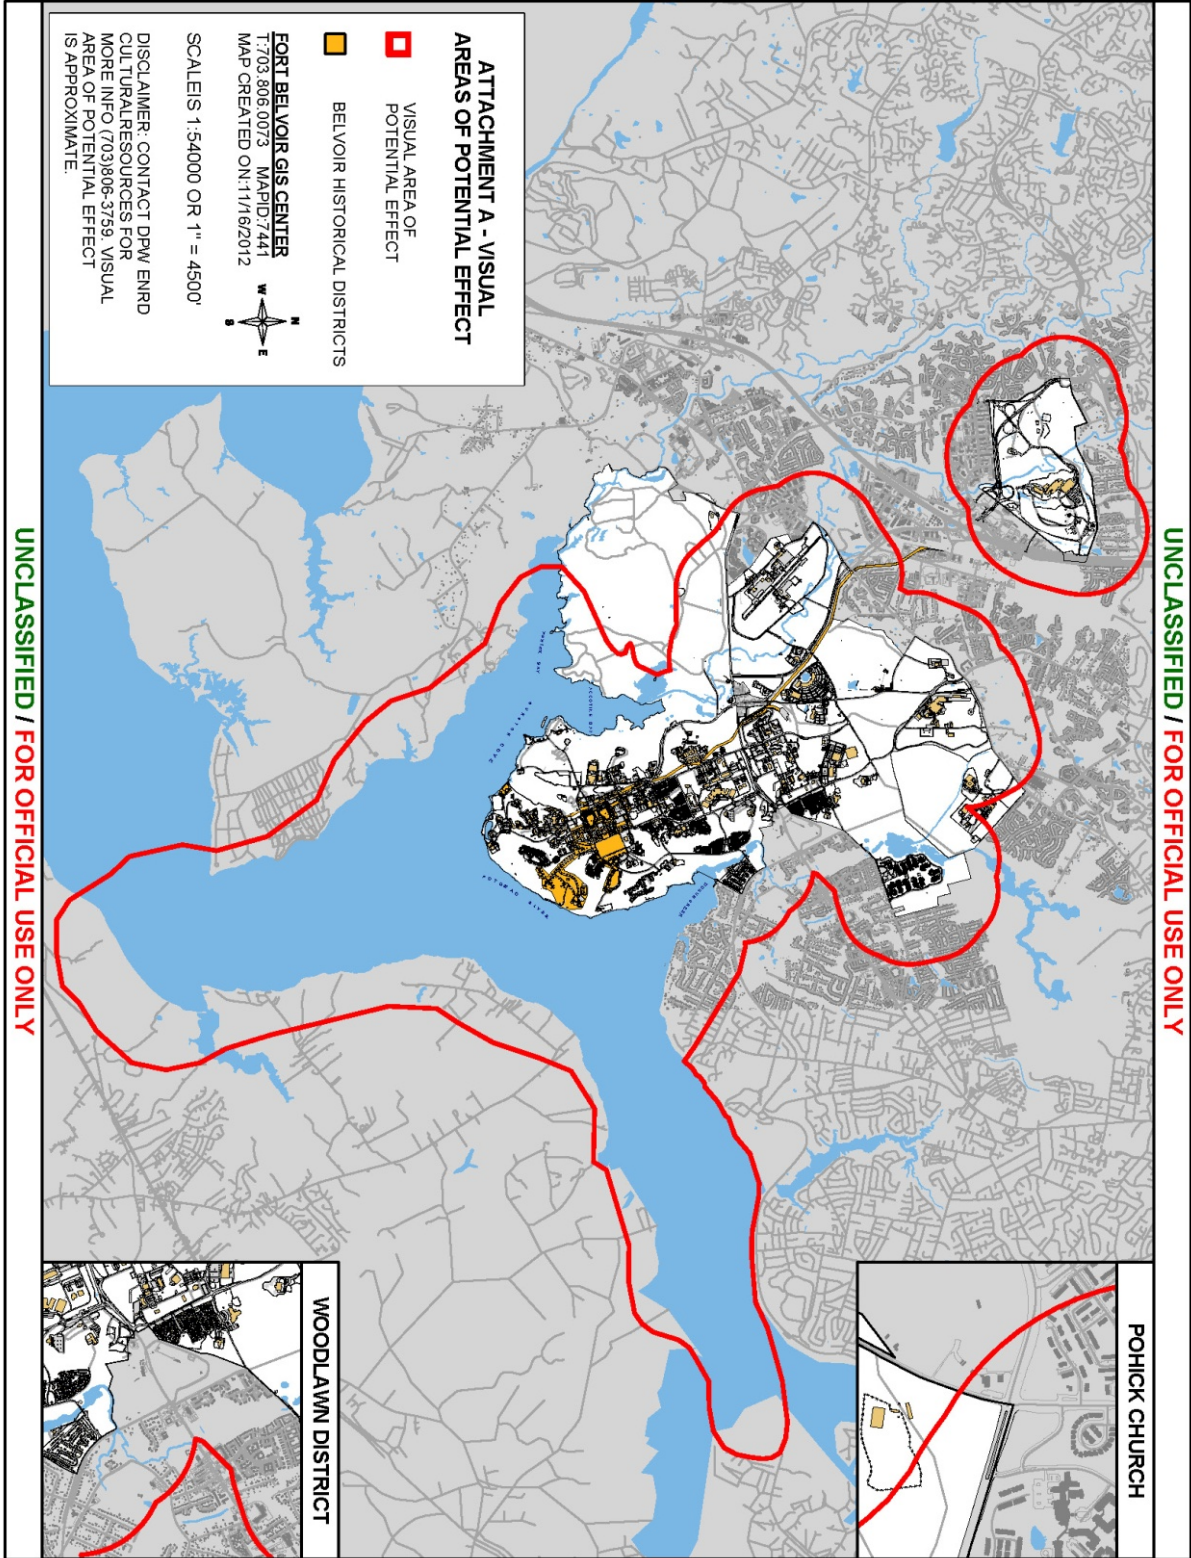 UNCLASSIFIED / FOR OFFICIAL USE ONLY
ATTACHMENT A - VISUAL
AREAS OF POTENTIAL EFFECT
VISUAL AREA OF
POTENTIAL EFFECT
BELVOIR HISTORICAL DISTRICTS
FORT BELVOIR GIS CENTER
T:703.806.0073 MAPID:7441
MAP CREATED ON:11/16/2012
N
W E
S
SCALEIS 1:54000 OR 1" = 4500'
DISCLAIMER: CONTACT DPW ENRD
CULTURALRESOURCES FOR
MORE INFO (703)806-3759. VISUAL
AREA OF POTENTIAL EFFECT
IS APPROXIMATE.
POHICK CHURCH
POTOMAC RIVER
WOODLAWN DISTRICT
UNCLASSIFIED / FOR OFFICIAL USE ONLY